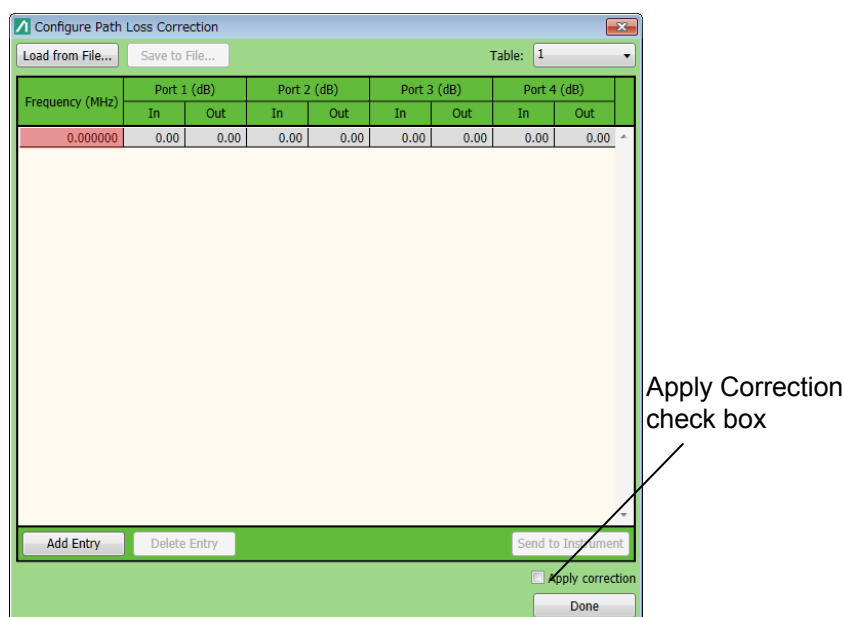 Configure Path Loss Correction
Load from File... Save to File... Table: 1
Frequency (MHz) Port 1 (dB) Port 2 (dB) Port 3 (dB) Port 4 (dB)
In Out In Out In Out In Out
0.000000 0.00 0.00 0.00 0.00 0.00 0.00 0.00 0.00
Apply Correction
check box
Add Entry Delete Entry Send to Instrument
Apply correction
Done